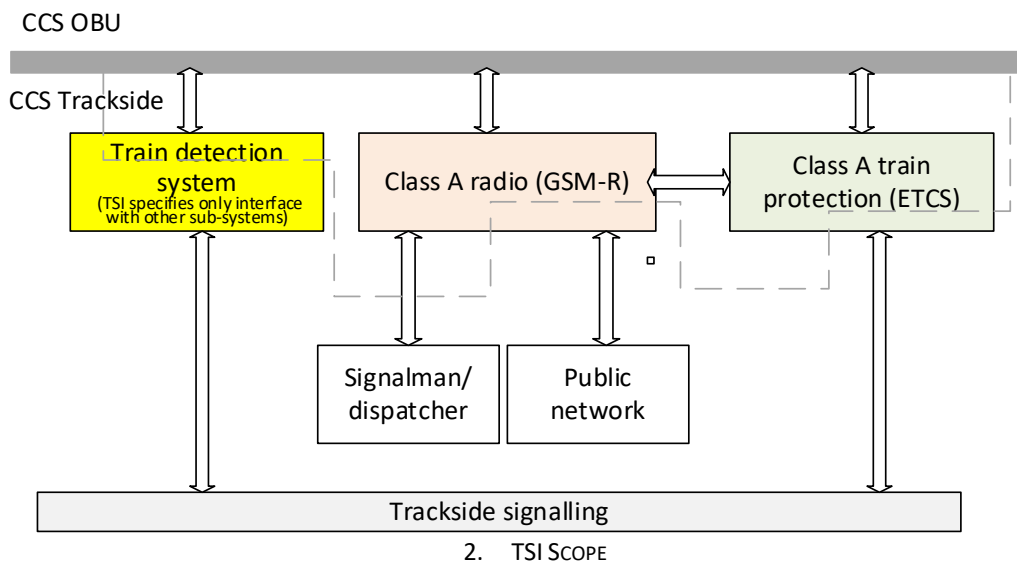 CCS OBU
CCS Trackside
Train detection
system
(TSI specifies only interface
with other sub-systems)
Class A radio (GSM-R)
Class A train
protection (ETCS)
Signalman/
dispatcher
Public
network
Trackside signalling
2. TSI SCOPE